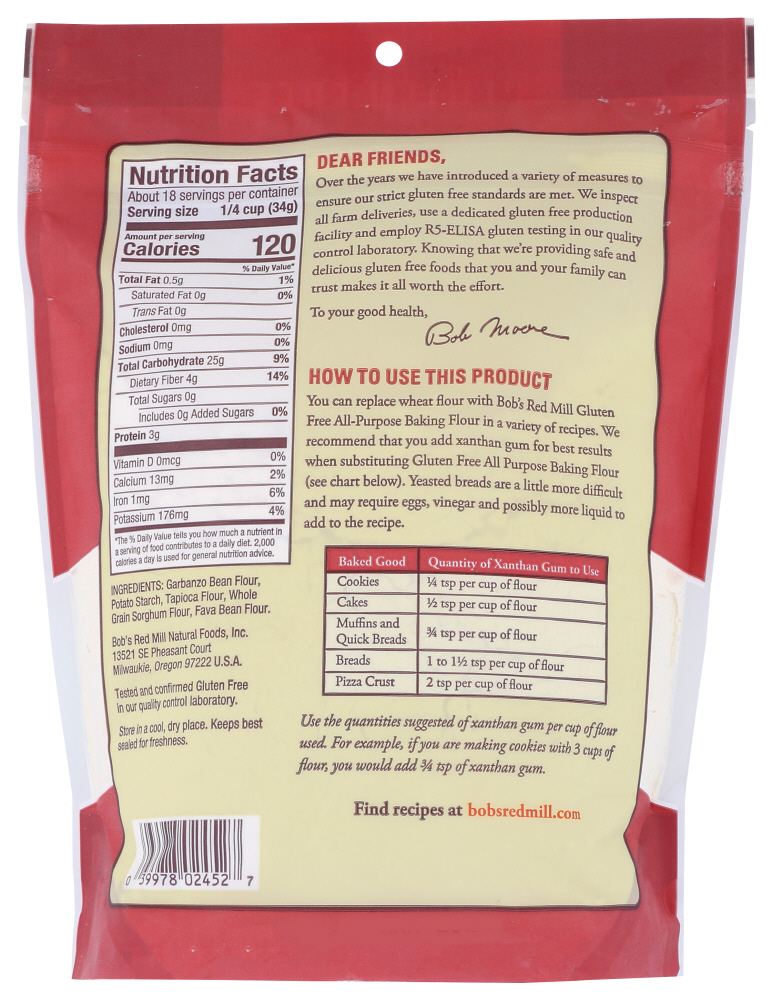 Nutrition Facts
About 18 servings per container
Serving size 1/4 cup (34g)
Amount per serving
Calories 120
% Daily Value*
Total Fat 0.5g 1%
Saturated Fat 0g 0%
Trans Fat 0g
Cholesterol 0mg 0%
Sodium 0mg 0%
Total Carbohydrate 25g 9%
Dietary Fiber 4g 14%
Total Sugars 0g
Includes 0g Added Sugars 0%
Protein 3g
Vitamin D 0mcg 0%
Calcium 13mg 2%
Iron 1mg 6%
Potassium 176mg 4%
*The % Daily Value tells you how much a nutrient in
a serving of food contributes to a daily diet. 2,000
calories a day is used for general nutrition advice.
INGREDIENTS: Garbanzo Bean Flour,
Potato Starch, Tapioca Flour, Whole
Grain Sorghum Flour, Fava Bean Flour.
Bob's Red Mill Natural Foods, Inc.
13521 SE Pheasant Court
Milwaukie, Oregon 97222 U.S.A.
Tested and confirmed Gluten Free
in our quality control laboratory.
Store in a cool, dry place. Keeps best
sealed for freshness.
0 39978 02452 7
DEAR FRIENDS,
Over the years we have introduced a variety of measures to
ensure our strict gluten free standards are met. We inspect
all farm deliveries, use a dedicated gluten free production
facility and employ R5-ELISA gluten testing in our quality
control laboratory. Knowing that we're providing safe and
delicious gluten free foods that you and your family can
trust makes it all worth the effort.
To your good health,
Bob Moore
HOW TO USE THIS PRODUCT
You can replace wheat flour with Bob's Red Mill Gluten
Free All-Purpose Baking Flour in a variety of recipes. We
recommend that you add xanthan gum for best results
when substituting Gluten Free All Purpose Baking Flour
(see chart below). Yeasted breads are a little more difficult
and may require eggs, vinegar and possibly more liquid to
add to the recipe.
Baked Good Quantity of Xanthan Gum to Use
Cookies ¼ tsp per cup of flour
Cakes ½ tsp per cup of flour
Muffins and
Quick Breads ¾ tsp per cup of flour
Breads 1 to 1½ tsp per cup of flour
Pizza Crust 2 tsp per cup of flour
Use the quantities suggested of xanthan gum per cup of flour
used. For example, if you are making cookies with 3 cups of
flour, you would add ¾ tsp of xanthan gum.
Find recipes at bobsredmill.com